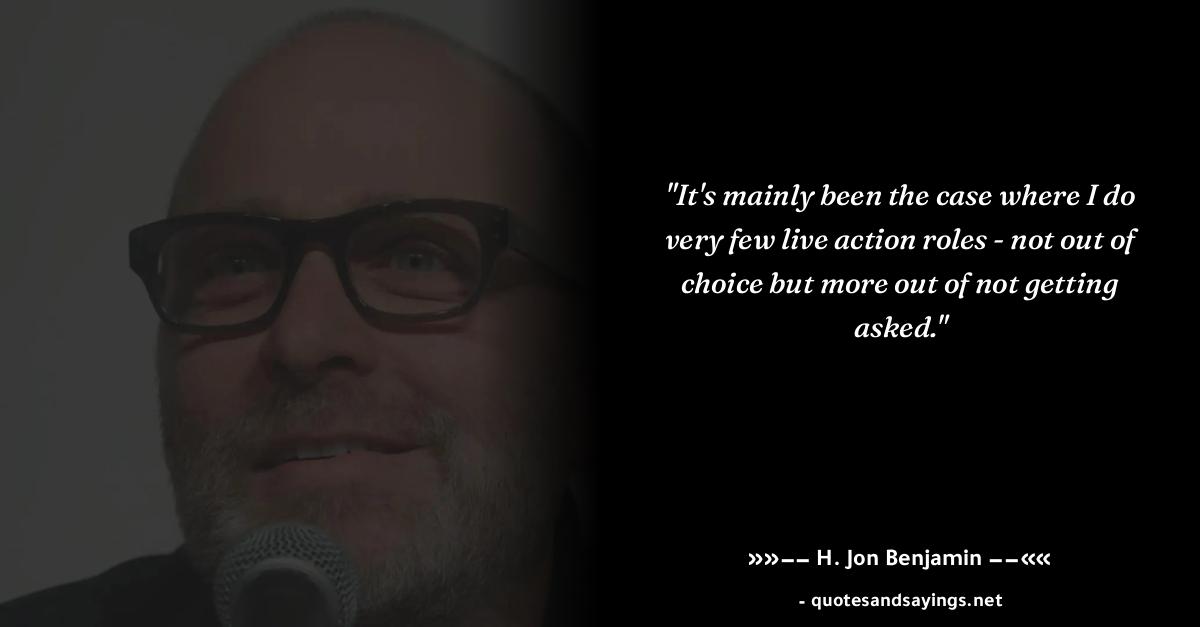 "It's mainly been the case where I do
very few live action roles - not out of
choice but more out of not getting
asked."
»»−− H. Jon Benjamin −−««
- quotesandsayings.net